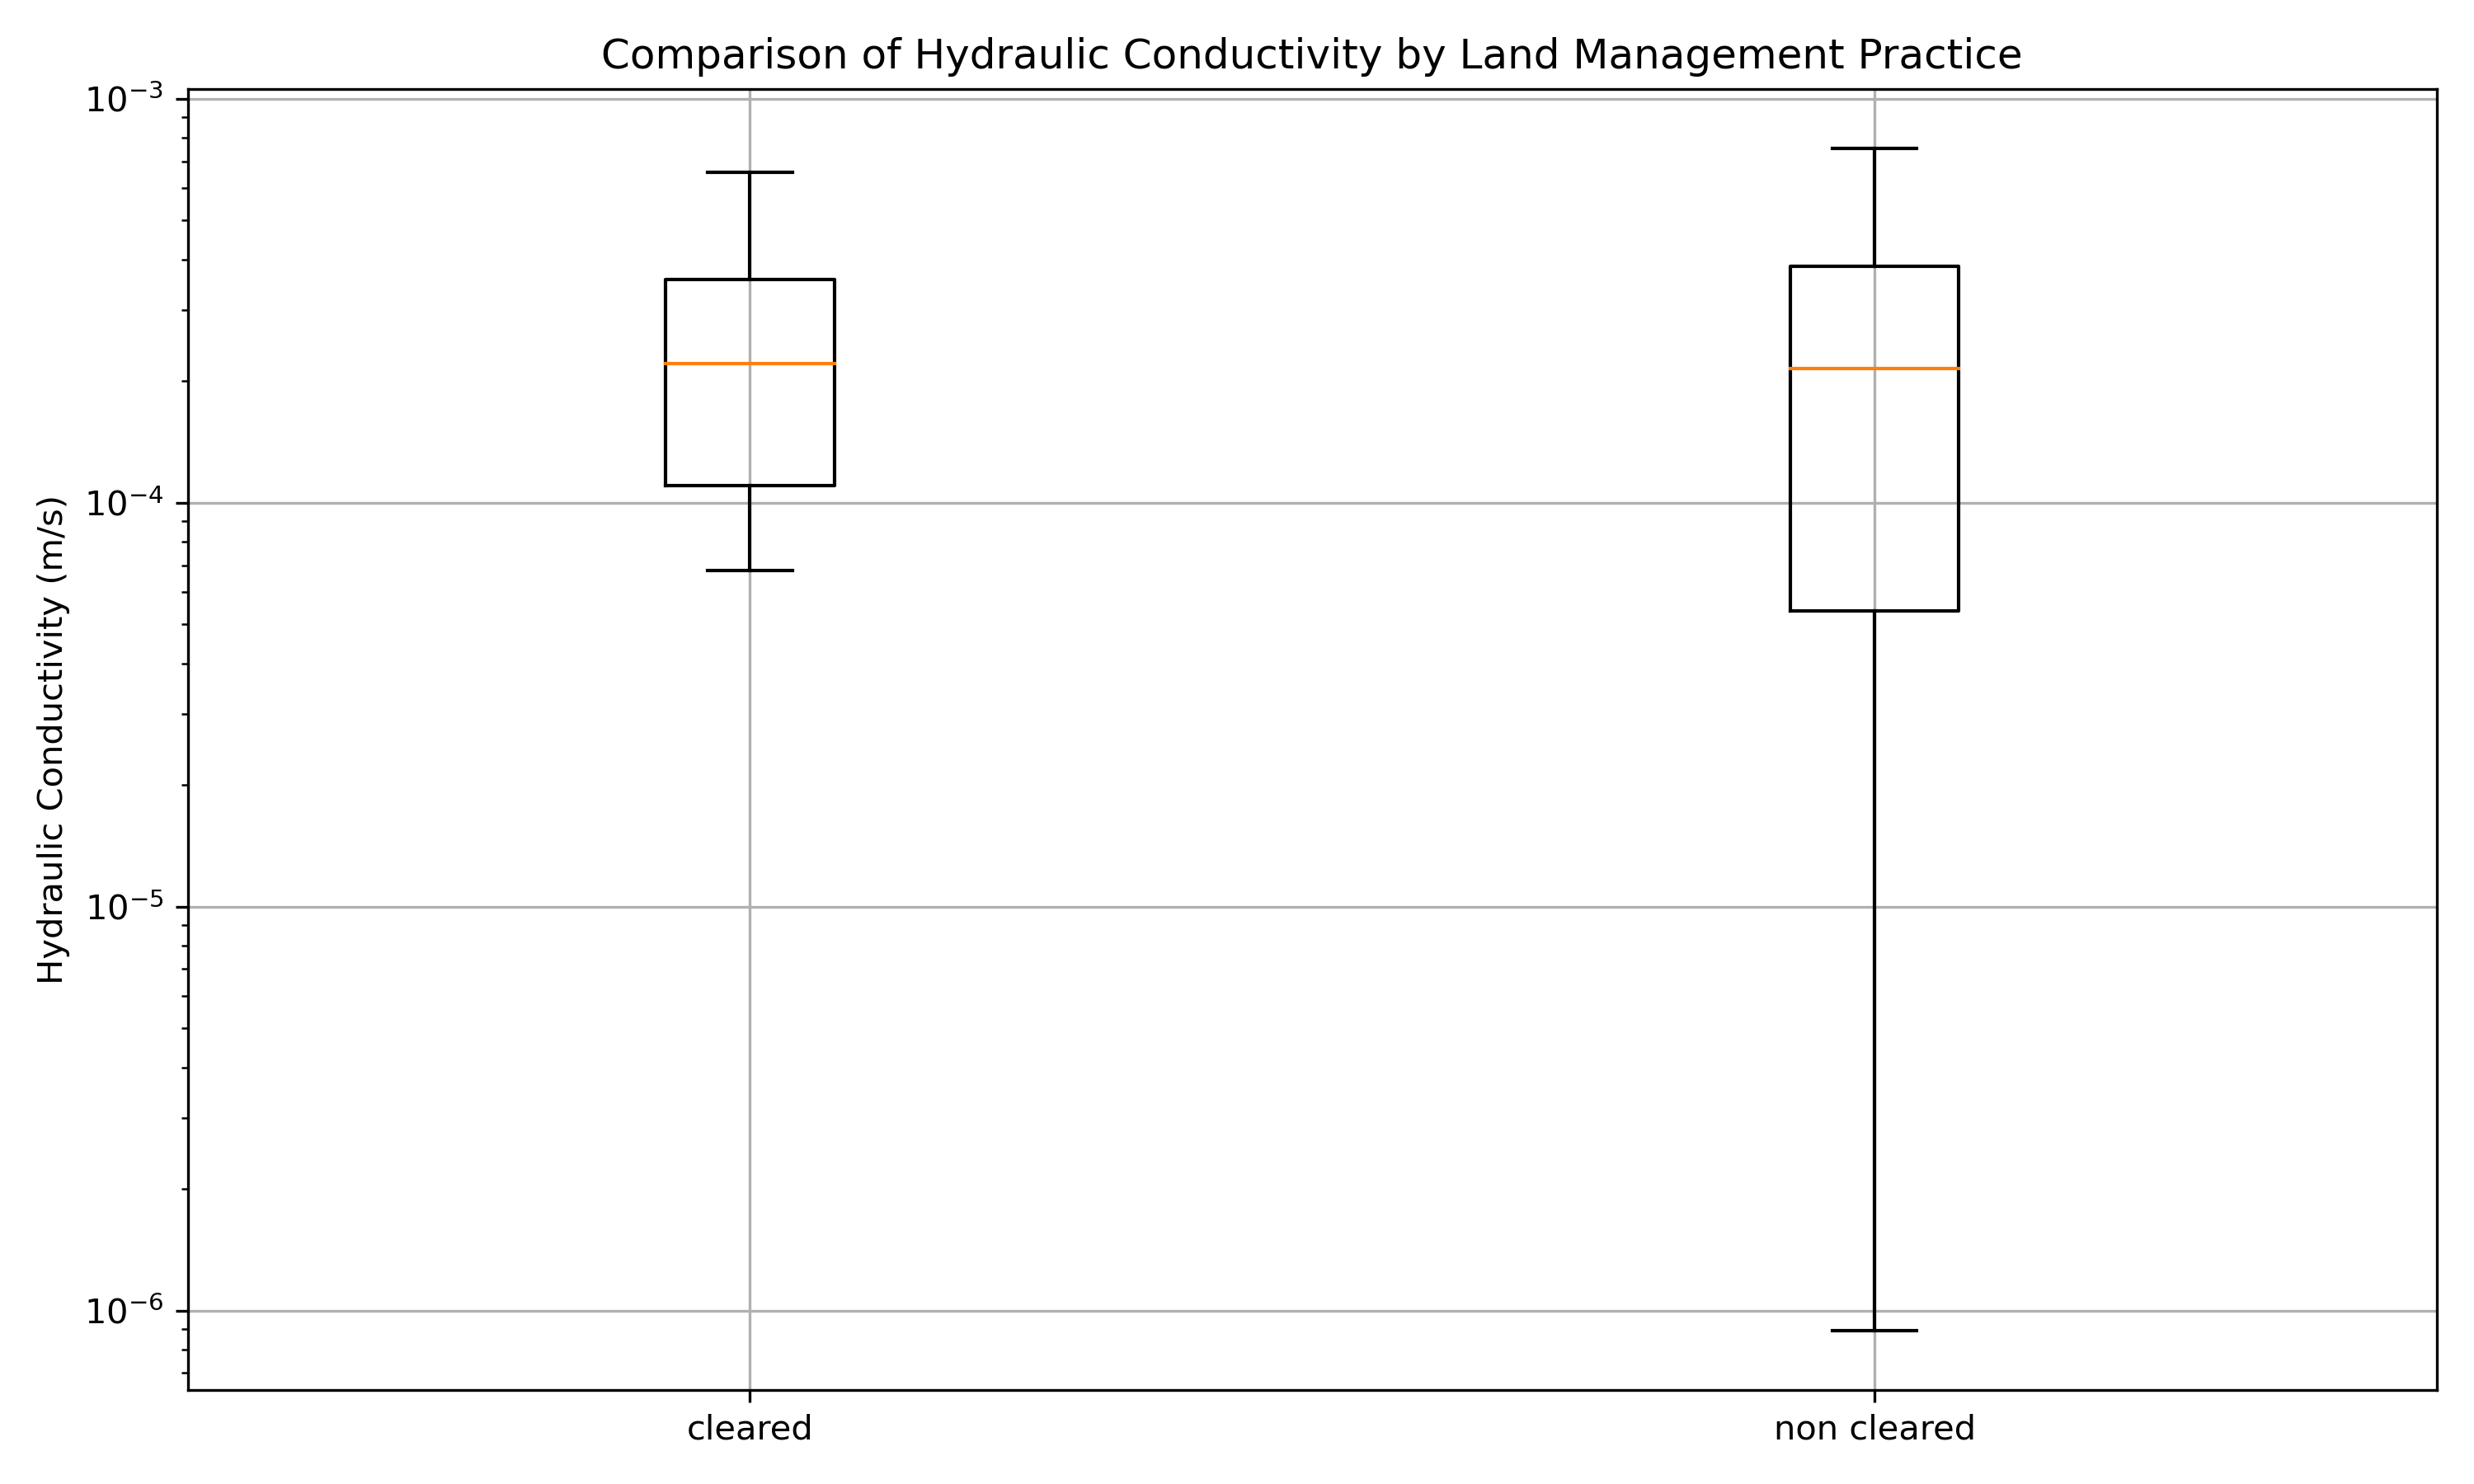 Comparison of Hydraulic Conductivity by Land Management Practice
Hydraulic Conductivity (m/s)
10⁻³
10⁻⁴
10⁻⁵
10⁻⁶
cleared
non cleared